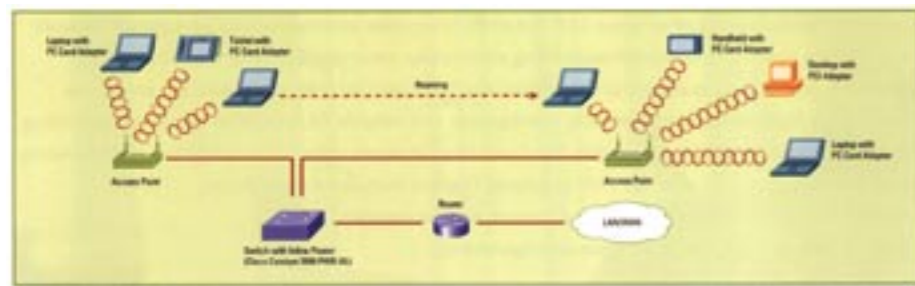 Laptop with
PC Card Adapter
Tablet with
PC Card Adapter
Handheld with
PC Card Adapter
Desktop with
PCI Adapter
Roaming
Laptop with
PC Card Adapter
Access Point
Access Point
Router
LAN/WAN
Switch with Inline Power